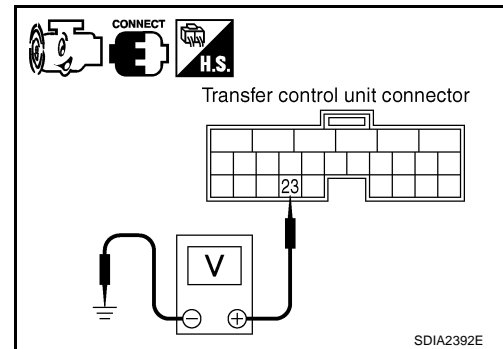 CONNECT
H.S.
Transfer control unit connector
23
V
− +
SDIA2392E